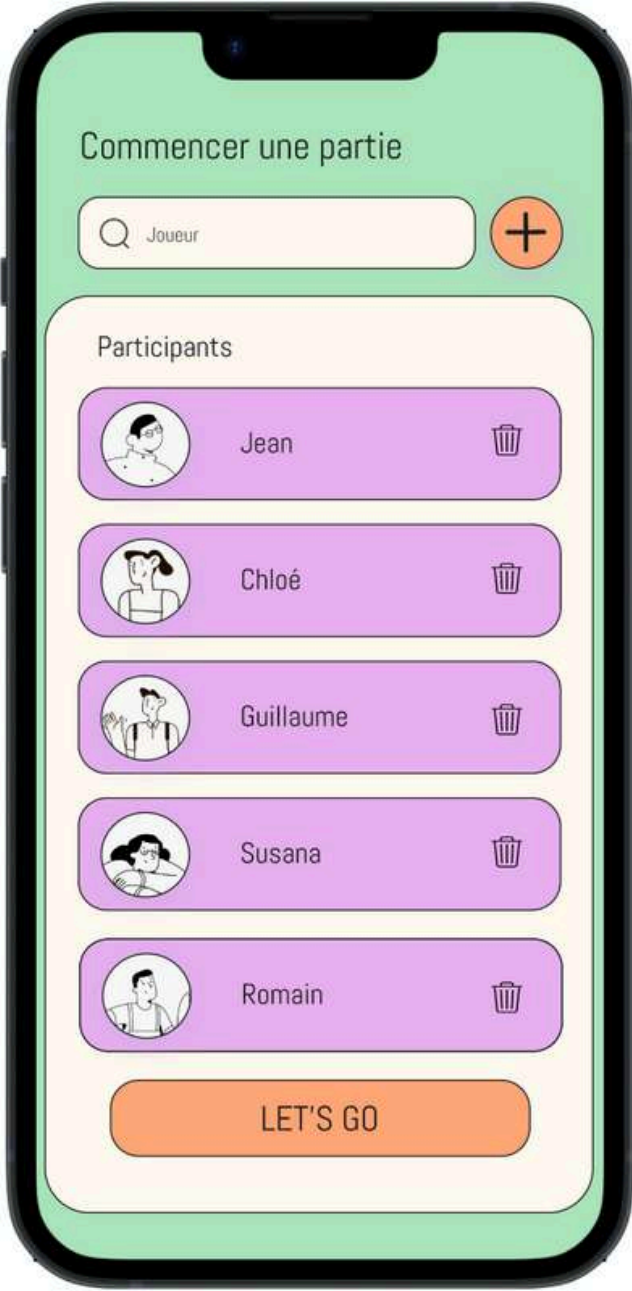 Commencer une partie
Joueur
Participants
Jean
Chloé
Guillaume
Susana
Romain
LET'S GO